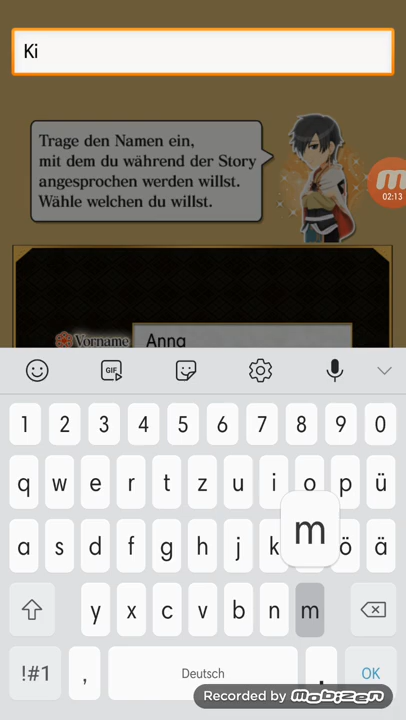 Ki
Trage den Namen ein,
mit dem du während der Story
angesprochen werden willst.
Wähle welchen du willst.
02:13
Vorname Anna
GIF
1 2 3 4 5 6 7 8 9 0
q w e r t z u i o p ü
m
a s d f g h j k ö ä
y x c v b n m
!#1 , Deutsch . OK
Recorded by mobizen